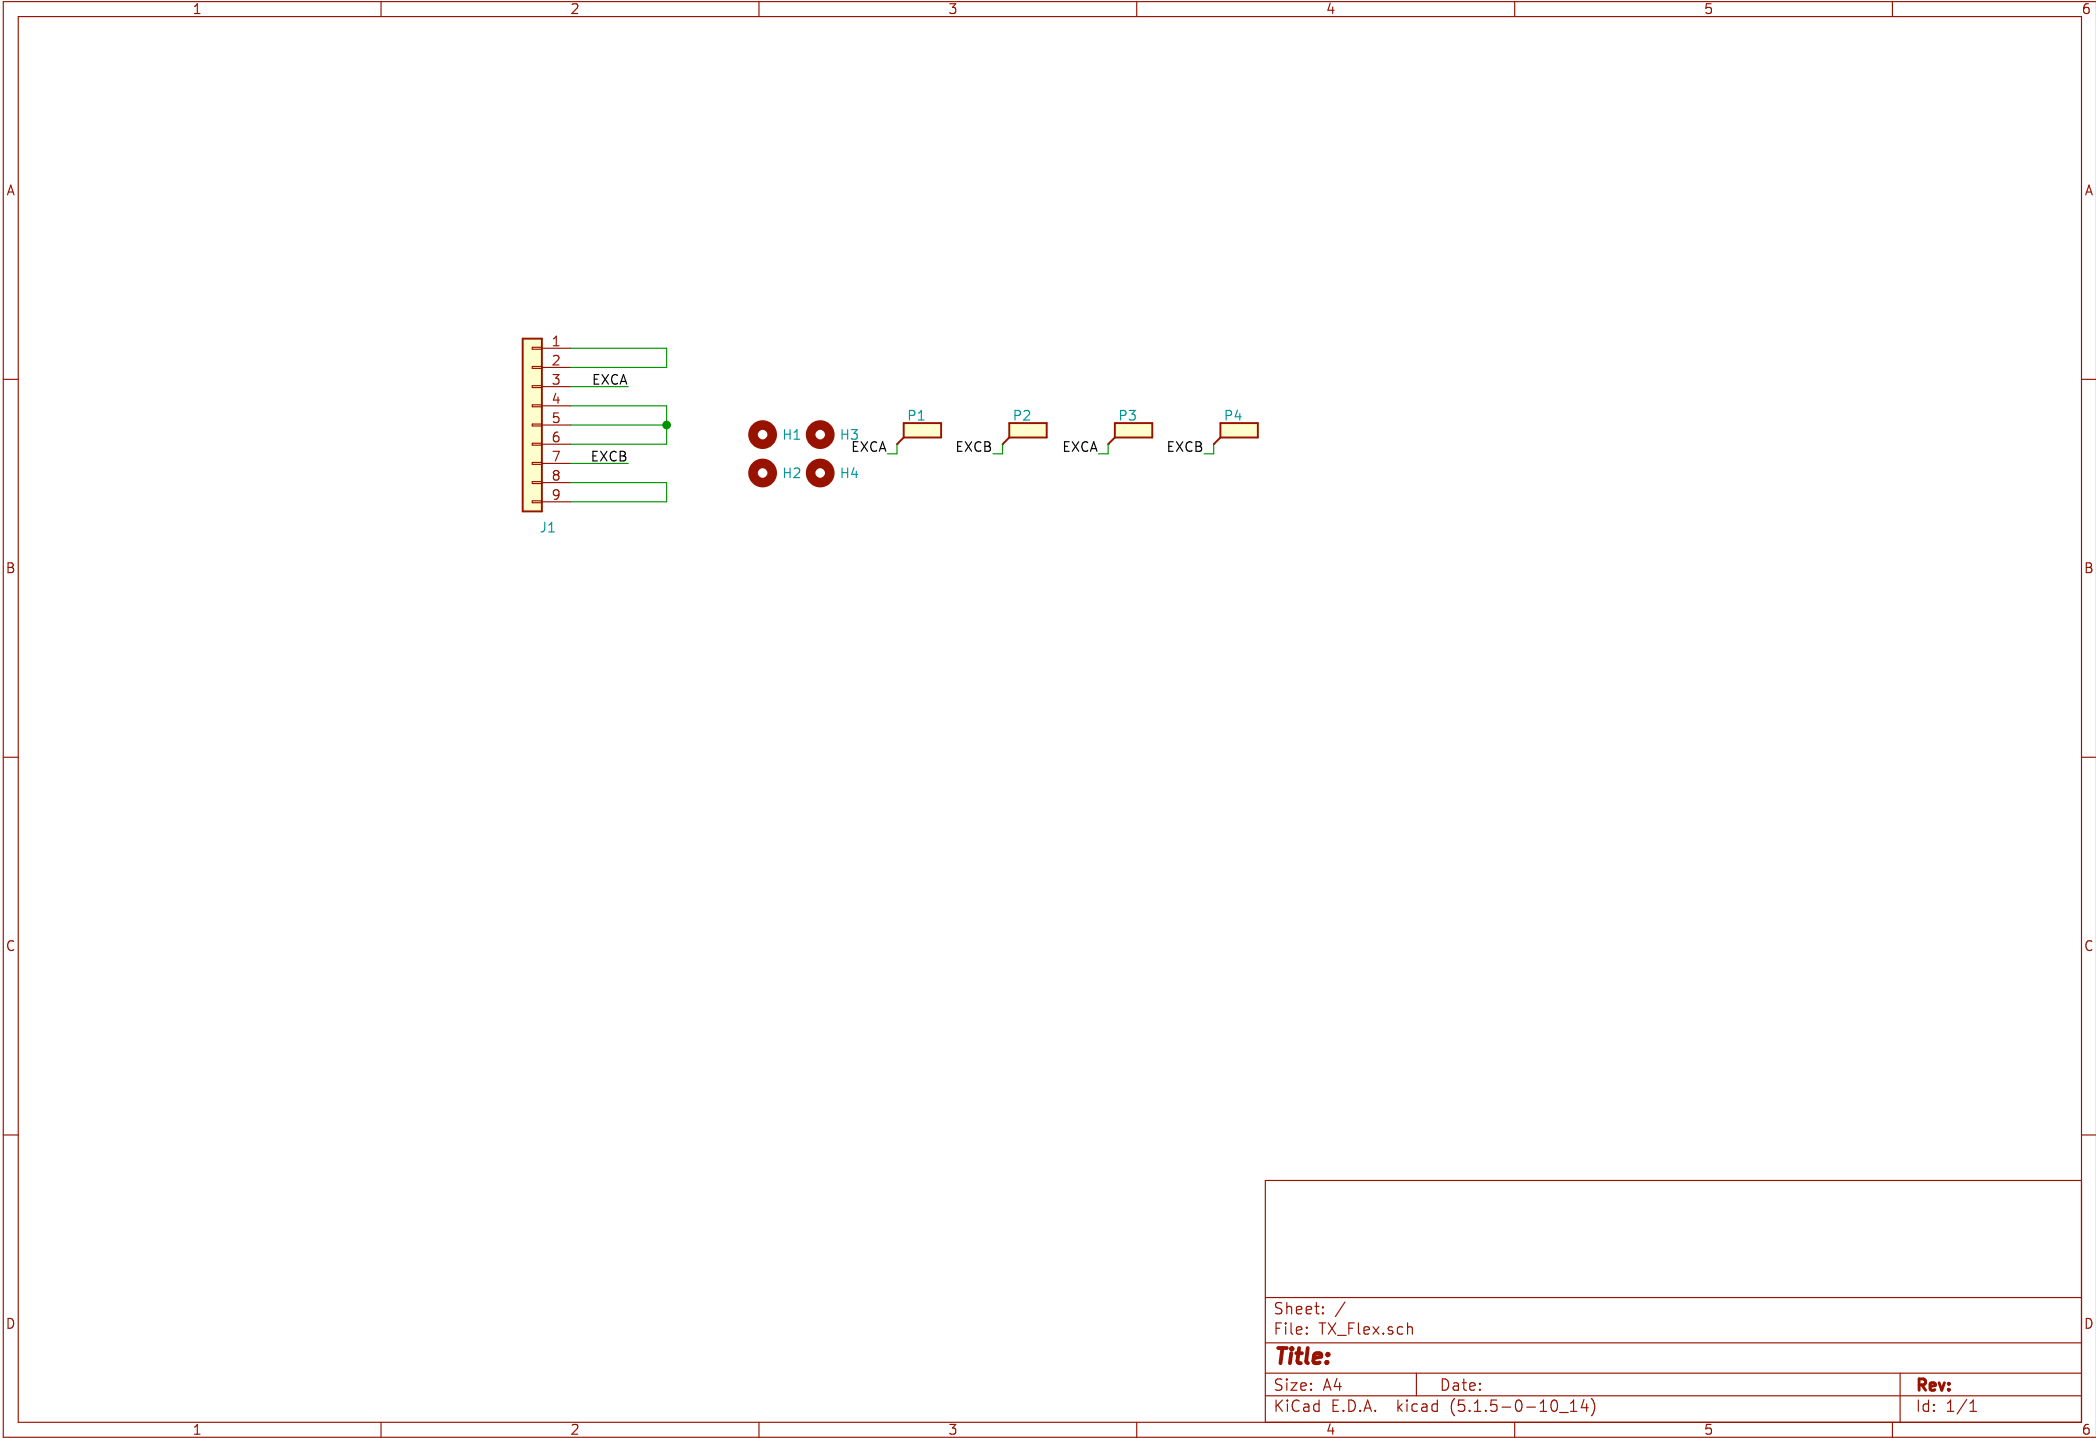 1 2 3 4 5 6
A A
1
2
3 EXCA
4
5
6
7 EXCB
8
9
J1
P1 P2 P3 P4
H1 H3
EXCA EXCB EXCA EXCB
H2 H4
B B
C C
D D
Sheet: /
File: TX_Flex.sch
Title:
Size: A4 Date: Rev:
KiCad E.D.A. kicad (5.1.5-0-10_14) Id: 1/1
1 2 3 4 5 6